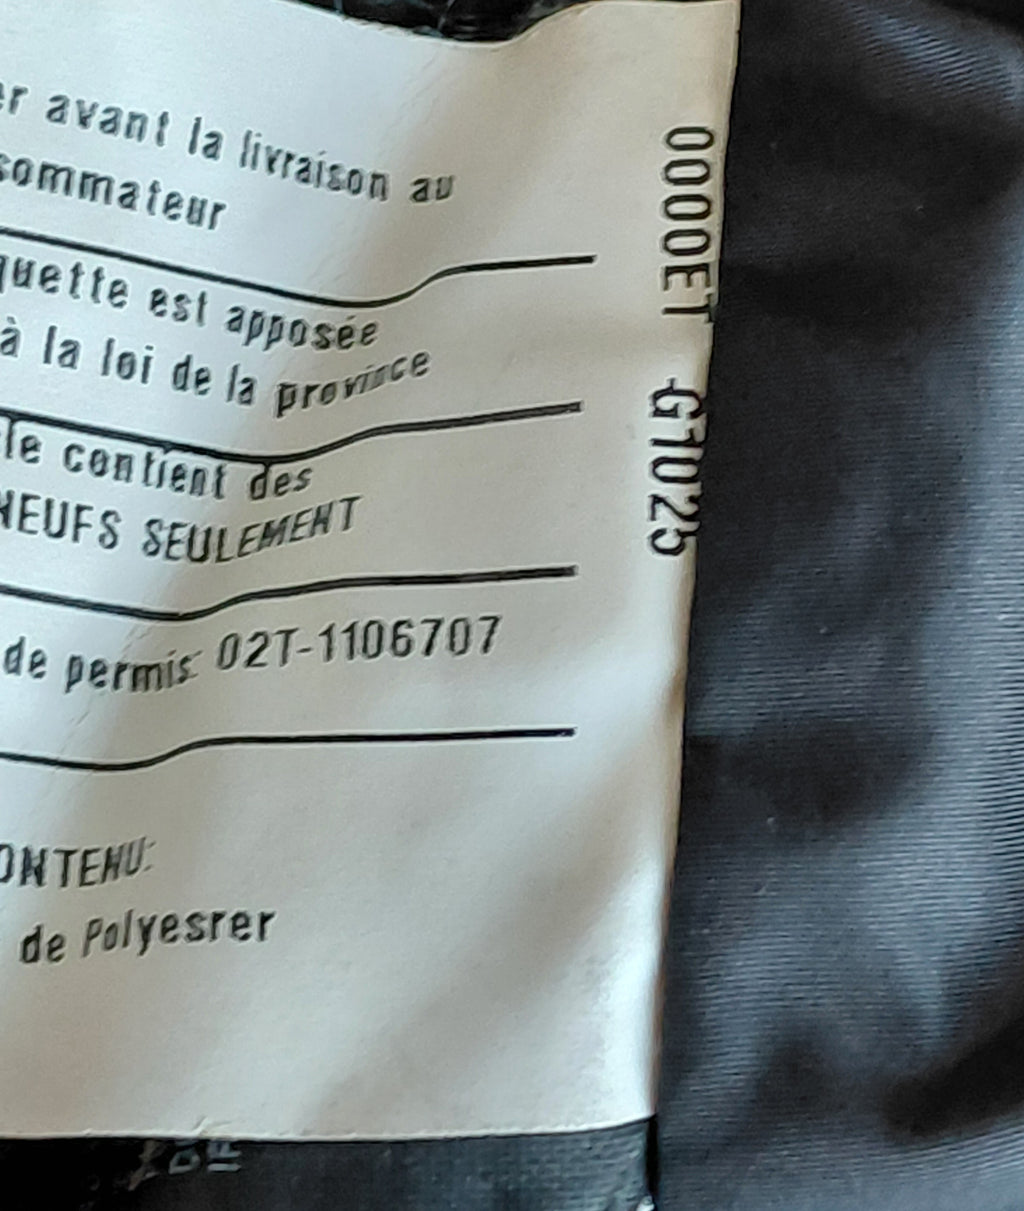 er avant la livraison au
sommateur
quette est apposée
à la loi de la province
le contient des
NEUFS SEULEMENT
de permis: 02T-1106707
ONTENU:
de Polyesrer
0000ET G1025